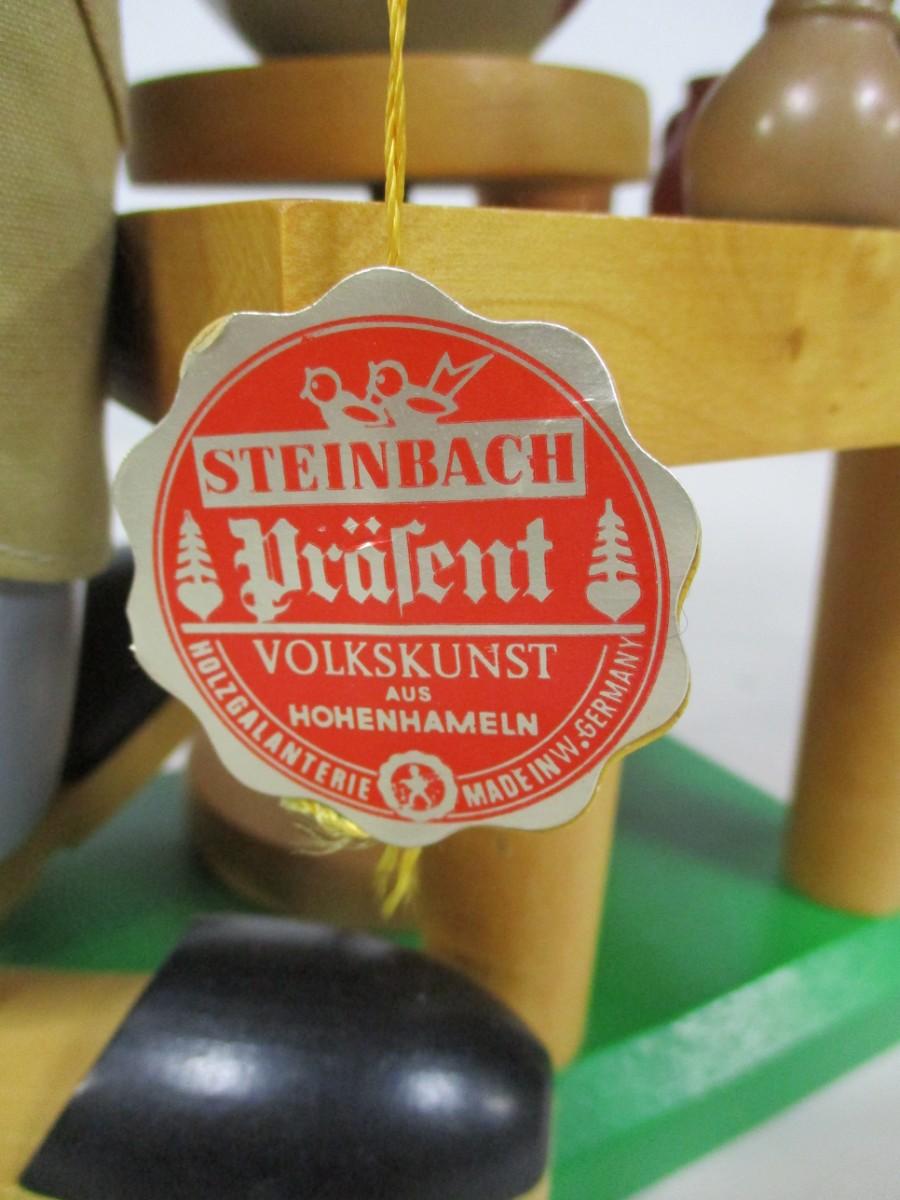 STEINBACH
Präſent
VOLKSKUNST
AUS
HOHENHAMELN
HOLZGALANTERIE
MADE IN W. GERMANY